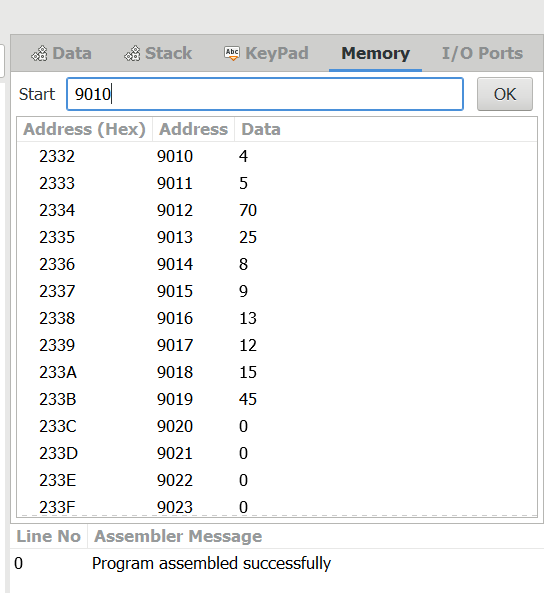 Data Stack Abc KeyPad Memory I/O Ports
Start 9010 OK
Address (Hex) Address Data
2332 9010 4
2333 9011 5
2334 9012 70
2335 9013 25
2336 9014 8
2337 9015 9
2338 9016 13
2339 9017 12
233A 9018 15
233B 9019 45
233C 9020 0
233D 9021 0
233E 9022 0
233F 9023 0
Line No Assembler Message
0 Program assembled successfully